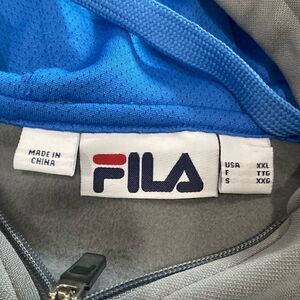 MADE IN
CHINA
FILA
USA XXL
F TTG
S XXG